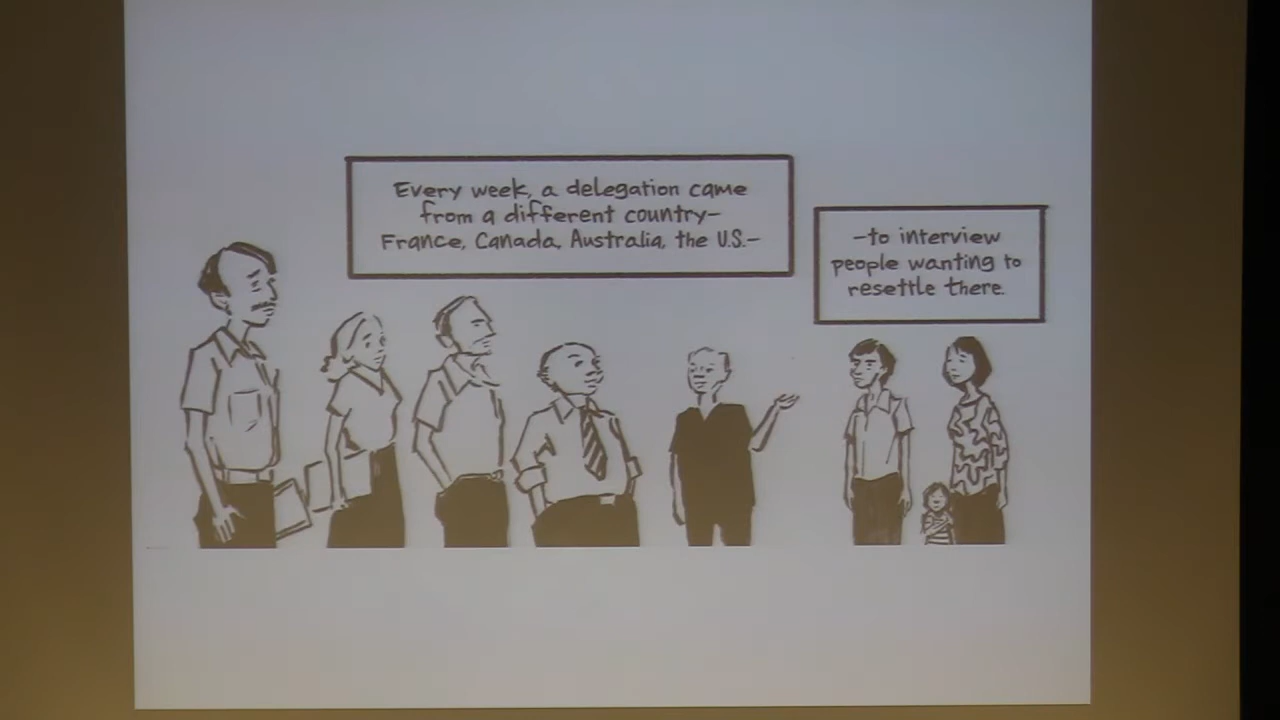 Every week, a delegation came
from a different country–
France, Canada, Australia, the U.S.–
–to interview
people wanting to
resettle there.